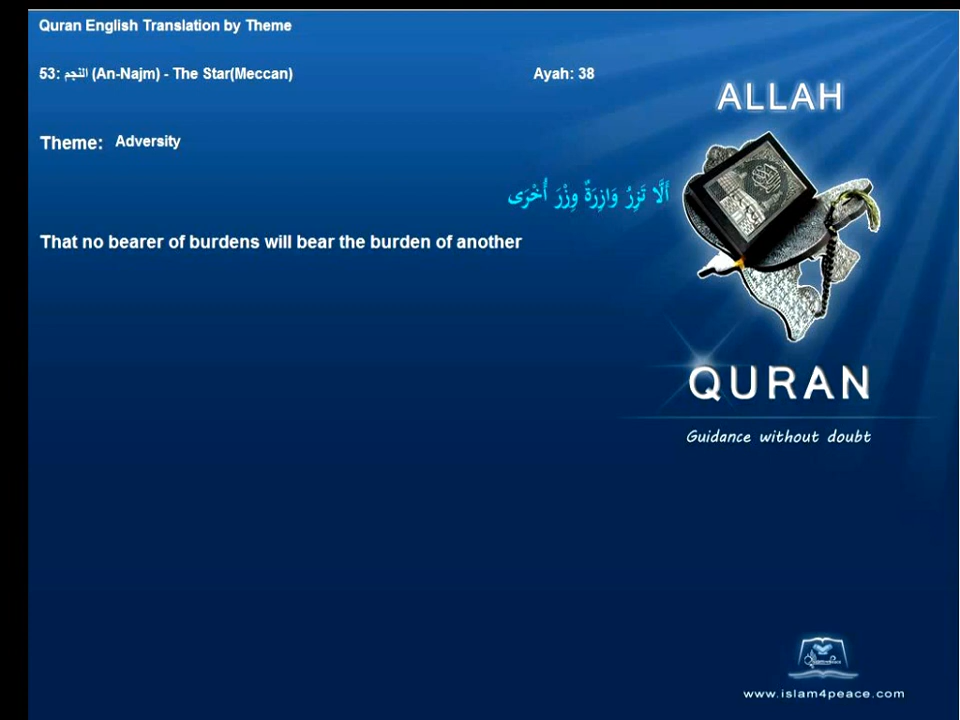 Quran English Translation by Theme
53: النجم (An-Najm) - The Star(Meccan) Ayah: 38
ALLAH
Theme: Adversity
أَلَّا تَزِرُ وَازِرَةٌ وِزْرَ أُخْرَى
That no bearer of burdens will bear the burden of another
QURAN
Guidance without doubt
www.islam4peace.com